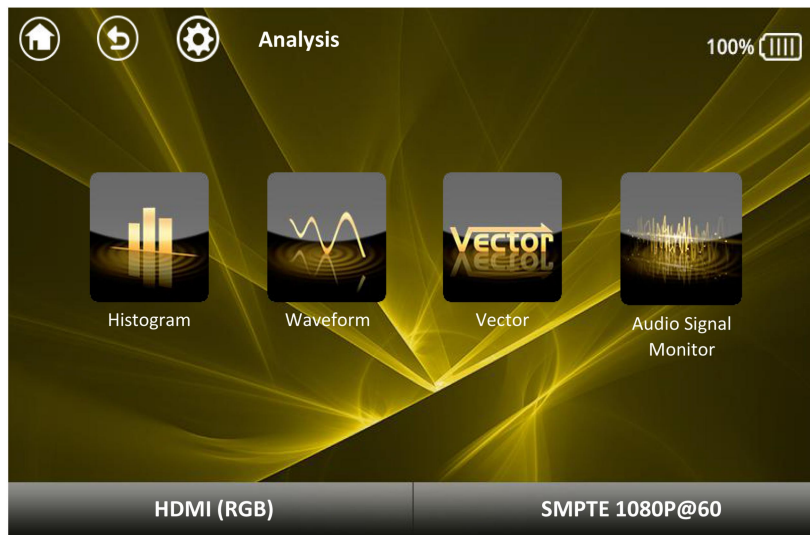 Analysis
100%
Vector
Histogram
Waveform
Vector
Audio Signal
Monitor
HDMI (RGB)
SMPTE 1080P@60